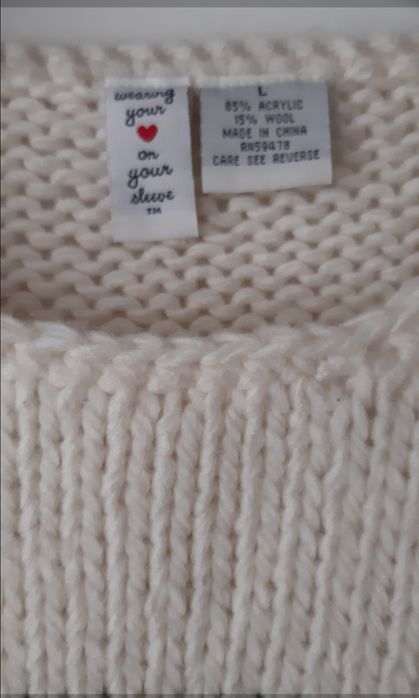 wearing
your
on
your
sleeve
TM
L
85% ACRYLIC
15% WOOL
MADE IN CHINA
RN59478
CARE SEE REVERSE